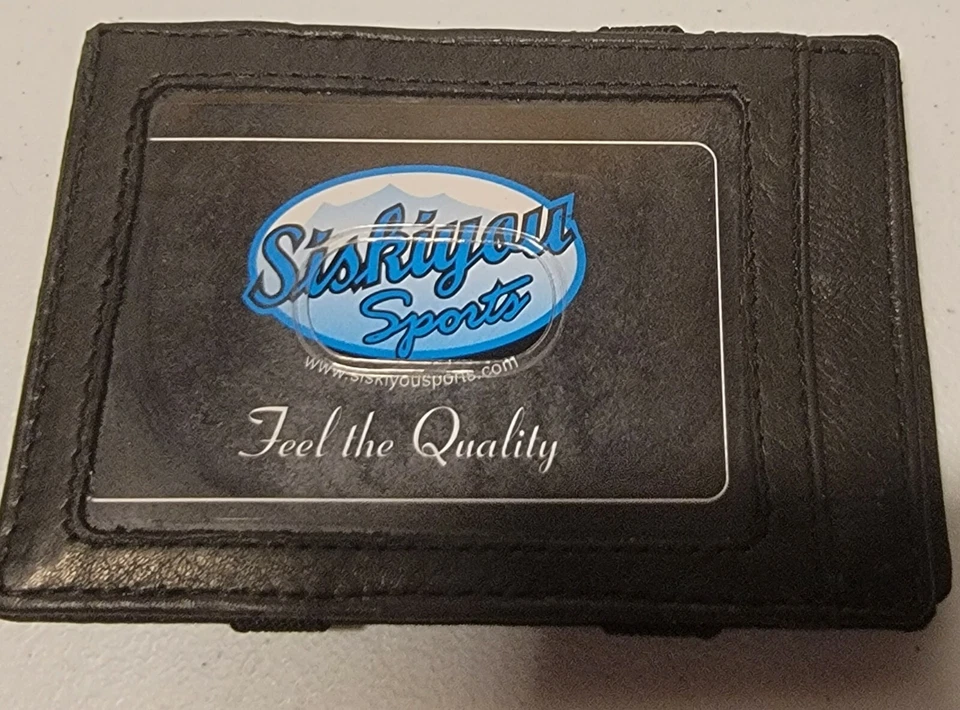 Siskiyou
Sports
www.siskiyousports.com
Feel the Quality